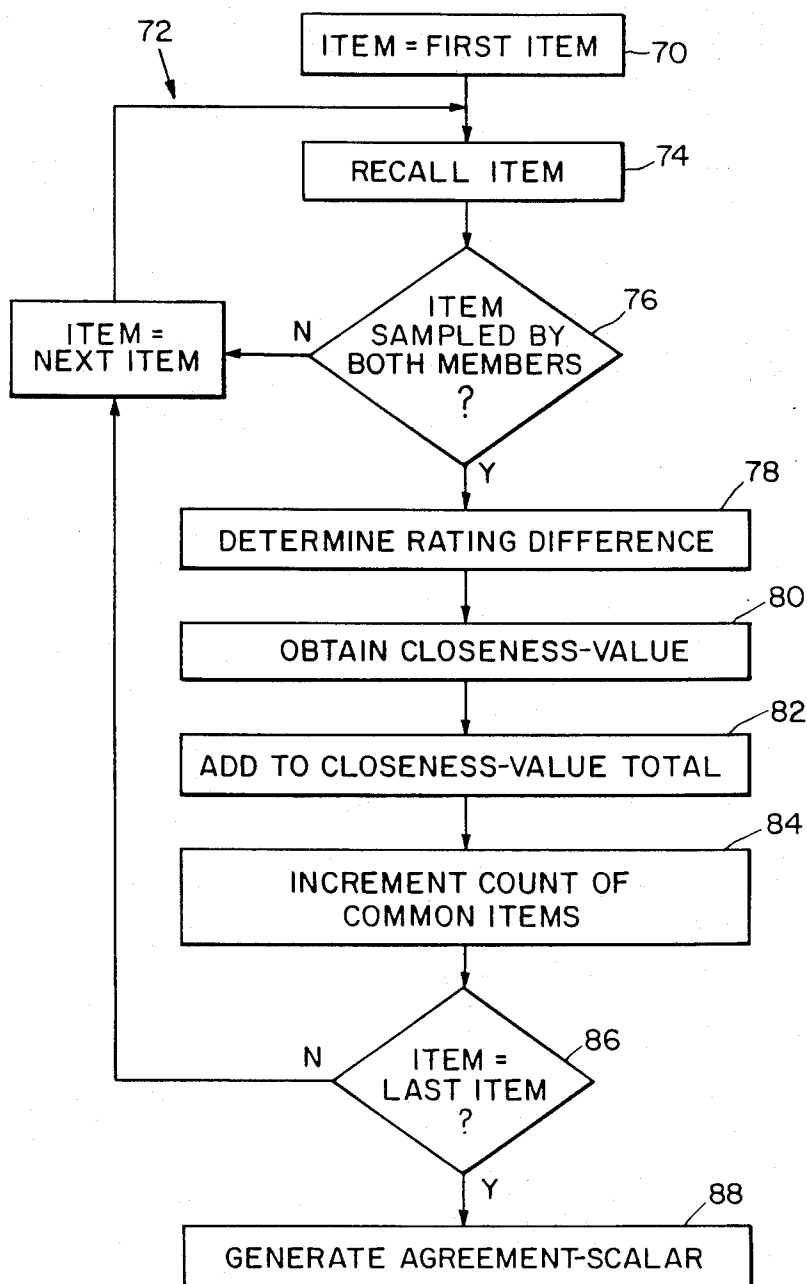 72
ITEM = FIRST ITEM
70
RECALL ITEM
74
ITEM
SAMPLED BY
BOTH MEMBERS
?
76
N
ITEM =
NEXT ITEM
Y
78
DETERMINE RATING DIFFERENCE
80
OBTAIN CLOSENESS-VALUE
82
ADD TO CLOSENESS-VALUE TOTAL
84
INCREMENT COUNT OF
COMMON ITEMS
86
ITEM =
LAST ITEM
?
N
Y
88
GENERATE AGREEMENT-SCALAR